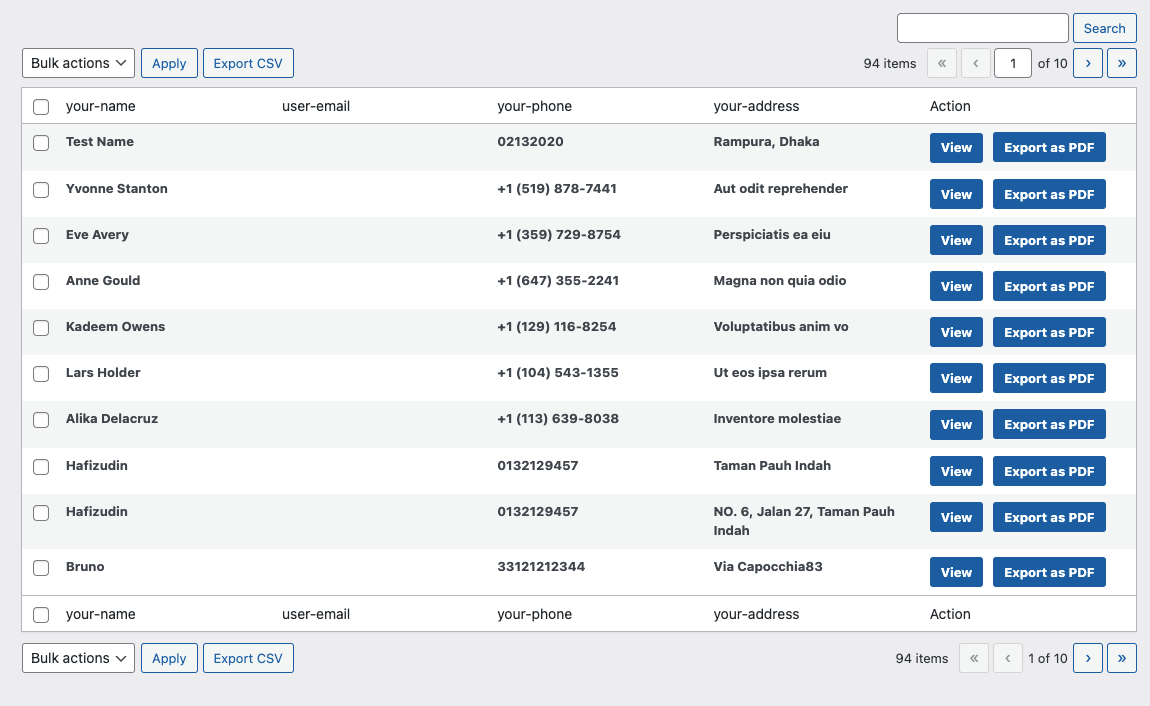 Search
Bulk actions Apply Export CSV 94 items « ‹ 1 of 10 › »
your-name user-email your-phone your-address Action
Test Name 02132020 Rampura, Dhaka View Export as PDF
Yvonne Stanton +1 (519) 878-7441 Aut odit reprehender View Export as PDF
Eve Avery +1 (359) 729-8754 Perspiciatis ea eiu View Export as PDF
Anne Gould +1 (647) 355-2241 Magna non quia odio View Export as PDF
Kadeem Owens +1 (129) 116-8254 Voluptatibus anim vo View Export as PDF
Lars Holder +1 (104) 543-1355 Ut eos ipsa rerum View Export as PDF
Alika Delacruz +1 (113) 639-8038 Inventore molestiae View Export as PDF
Hafizudin 0132129457 Taman Pauh Indah View Export as PDF
Hafizudin 0132129457 NO. 6, Jalan 27, Taman Pauh View Export as PDF
Indah
Bruno 33121212344 Via Capocchia83 View Export as PDF
your-name user-email your-phone your-address Action
Bulk actions Apply Export CSV 94 items « ‹ 1 of 10 › »